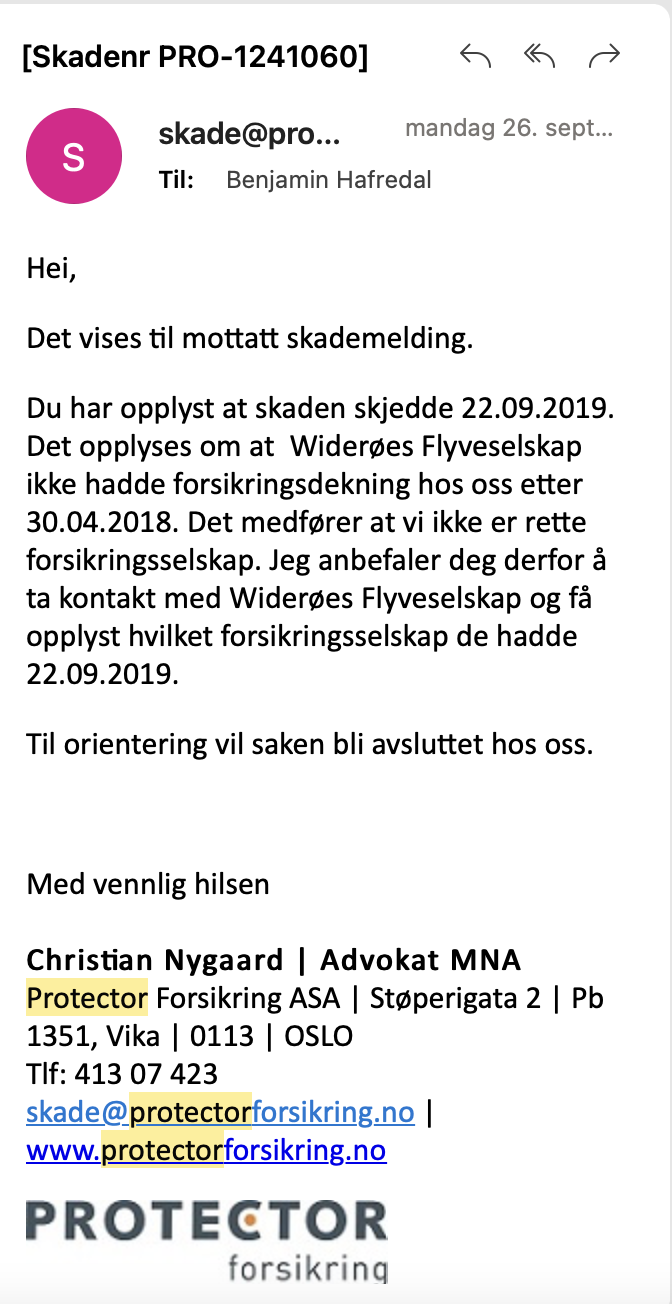 [Skadenr PRO-1241060]
S
skade@pro...
mandag 26. sept...
Til: Benjamin Hafredal
Hei,
Det vises til mottatt skademelding.
Du har opplyst at skaden skjedde 22.09.2019.
Det opplyses om at  Widerøes Flyveselskap
ikke hadde forsikringsdekning hos oss etter
30.04.2018. Det medfører at vi ikke er rette
forsikringsselskap. Jeg anbefaler deg derfor å
ta kontakt med Widerøes Flyveselskap og få
opplyst hvilket forsikringsselskap de hadde
22.09.2019.
Til orientering vil saken bli avsluttet hos oss.
Med vennlig hilsen
Christian Nygaard | Advokat MNA
Protector Forsikring ASA | Støperigata 2 | Pb
1351, Vika | 0113 | OSLO
Tlf: 413 07 423
skade@protectorforsikring.no |
www.protectorforsikring.no
PROTECTOR
forsikring